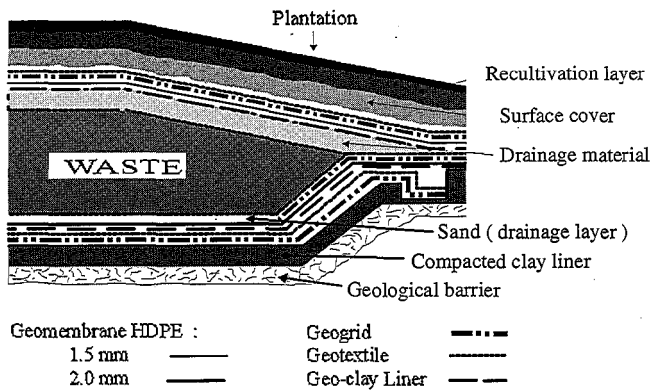 Plantation
Recultivation layer
Surface cover
Drainage material
WASTE
Sand ( drainage layer )
Compacted clay liner
Geological barrier
Geomembrane HDPE :
1.5 mm
2.0 mm
Geogrid
Geotextile
Geo-clay Liner